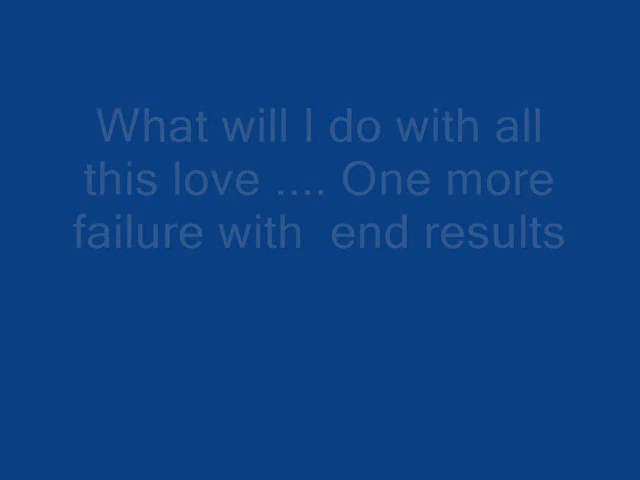 What will I do with all
this love .... One more
failure with  end results